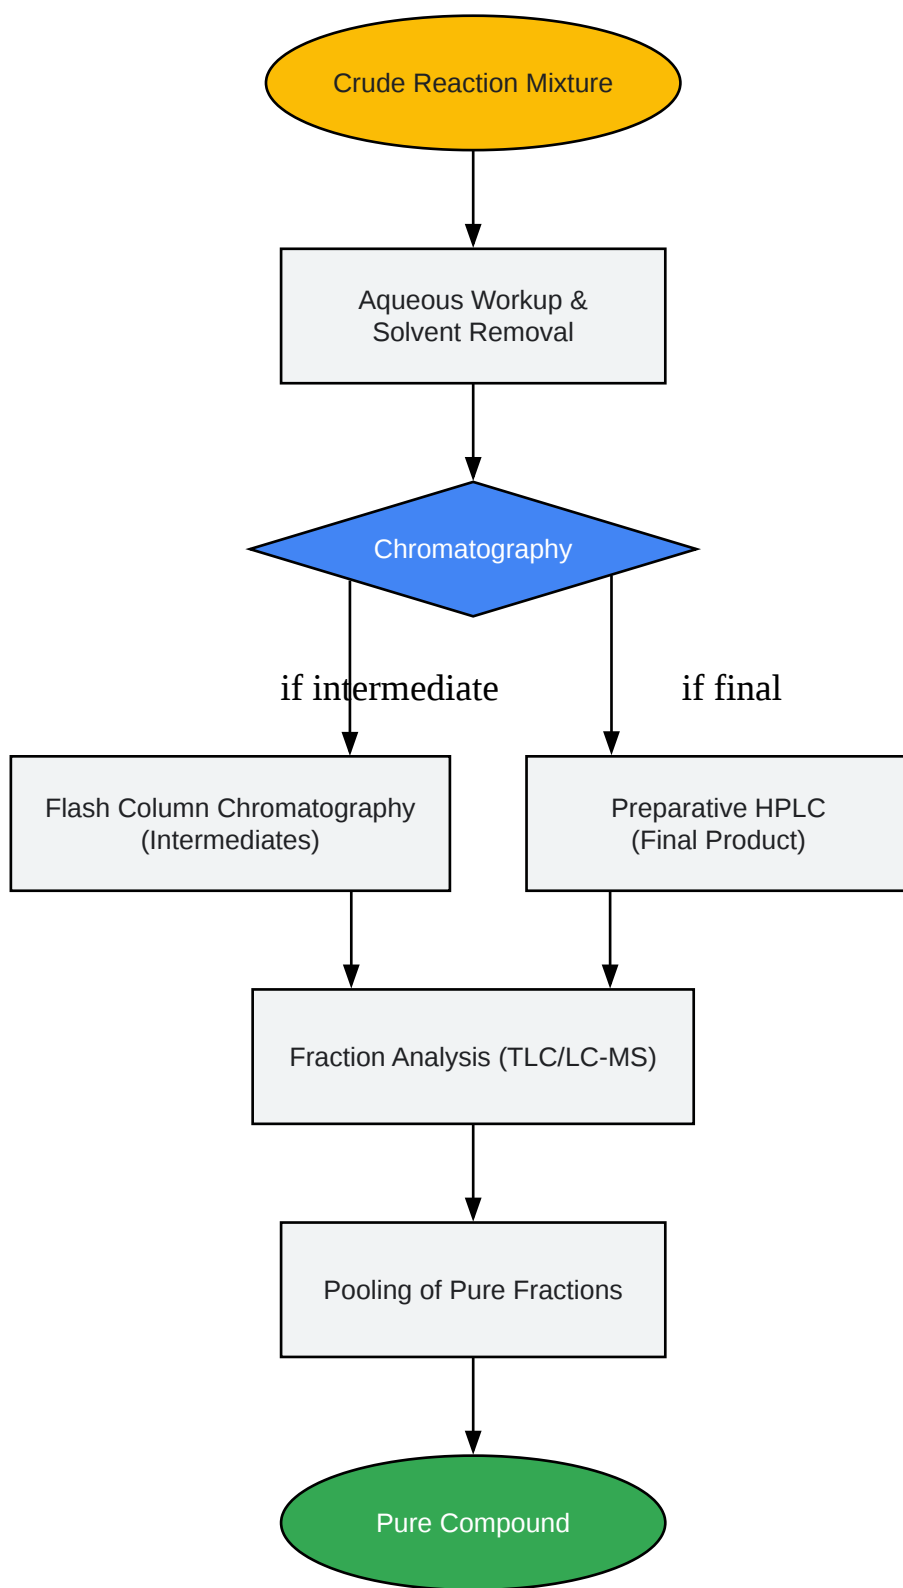 Crude Reaction Mixture
Aqueous Workup &
Solvent Removal
Chromatography
if intermediate
if final
Flash Column Chromatography
(Intermediates)
Preparative HPLC
(Final Product)
Fraction Analysis (TLC/LC-MS)
Pooling of Pure Fractions
Pure Compound